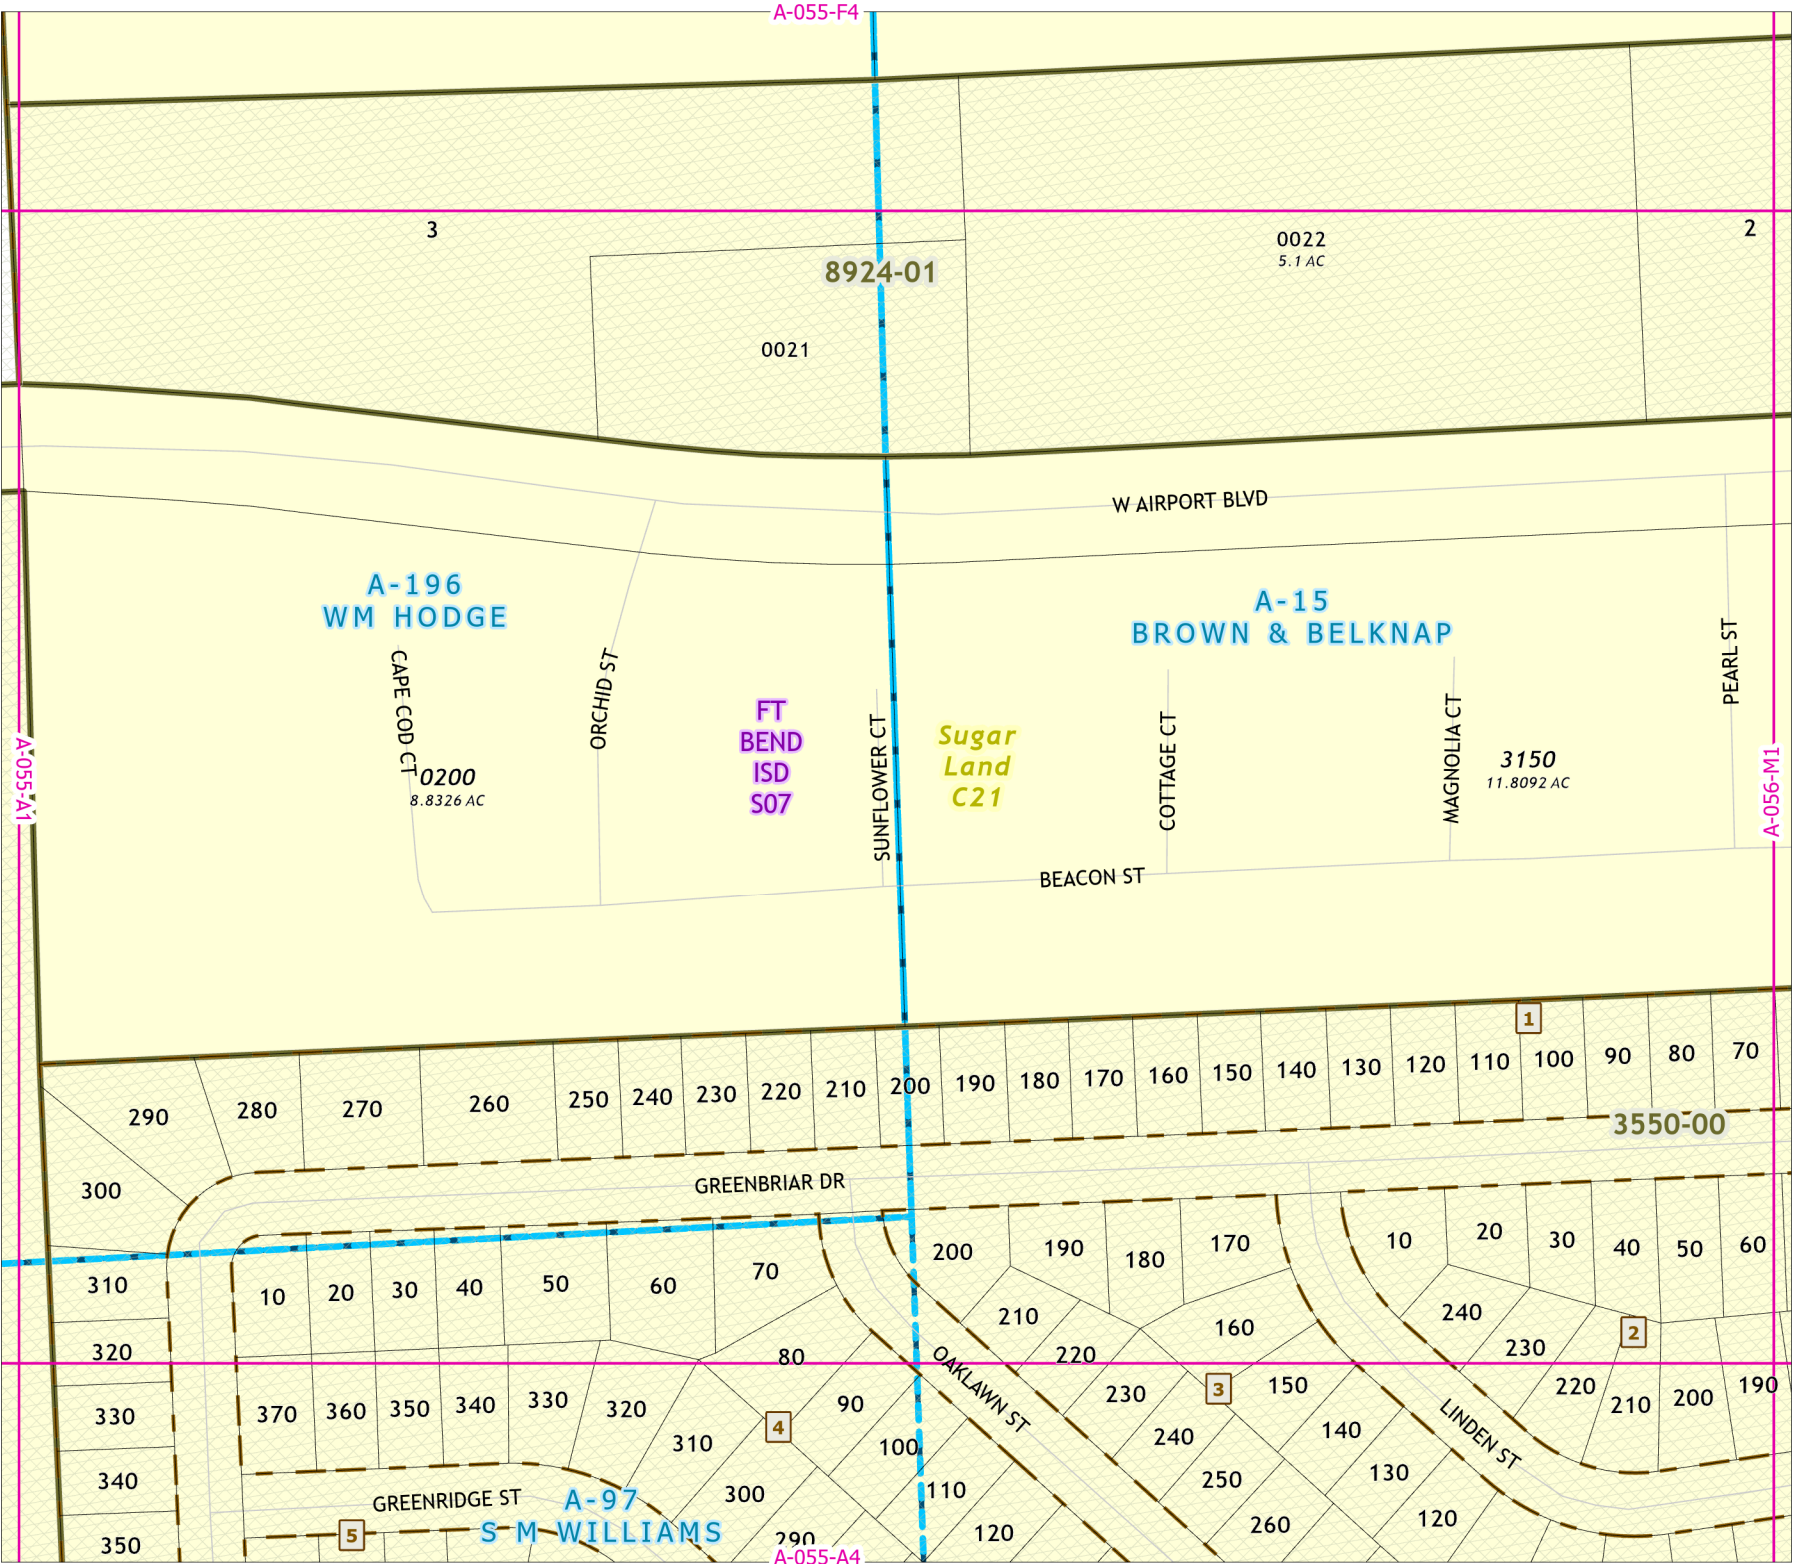 A-055-F4
3
0022
5.1 AC
2
8924-01
0021
W AIRPORT BLVD
A-196
WM HODGE
A-15
BROWN & BELKNAP
CAPE COD CT
ORCHID ST
SUNFLOWER CT
COTTAGE CT
MAGNOLIA CT
PEARL ST
FT
BEND
ISD
S07
Sugar
Land
C21
0200
8.8326 AC
3150
11.8092 AC
A-055-A1
A-056-M1
BEACON ST
1
290
280
270
260
250
240
230
220
210
200
190
180
170
160
150
140
130
120
110
100
90
80
70
3550-00
300
GREENBRIAR DR
310
320
330
340
350
10
20
30
40
50
60
70
80
90
100
110
120
370
360
350
340
330
320
310
300
290
4
200
190
180
170
210
160
220
230
150
240
140
250
130
260
120
3
OAKLAWN ST
10
20
30
40
50
60
240
230
220
210
200
190
2
LINDEN ST
GREENRIDGE ST
A-97
S M WILLIAMS
5
A-055-A4